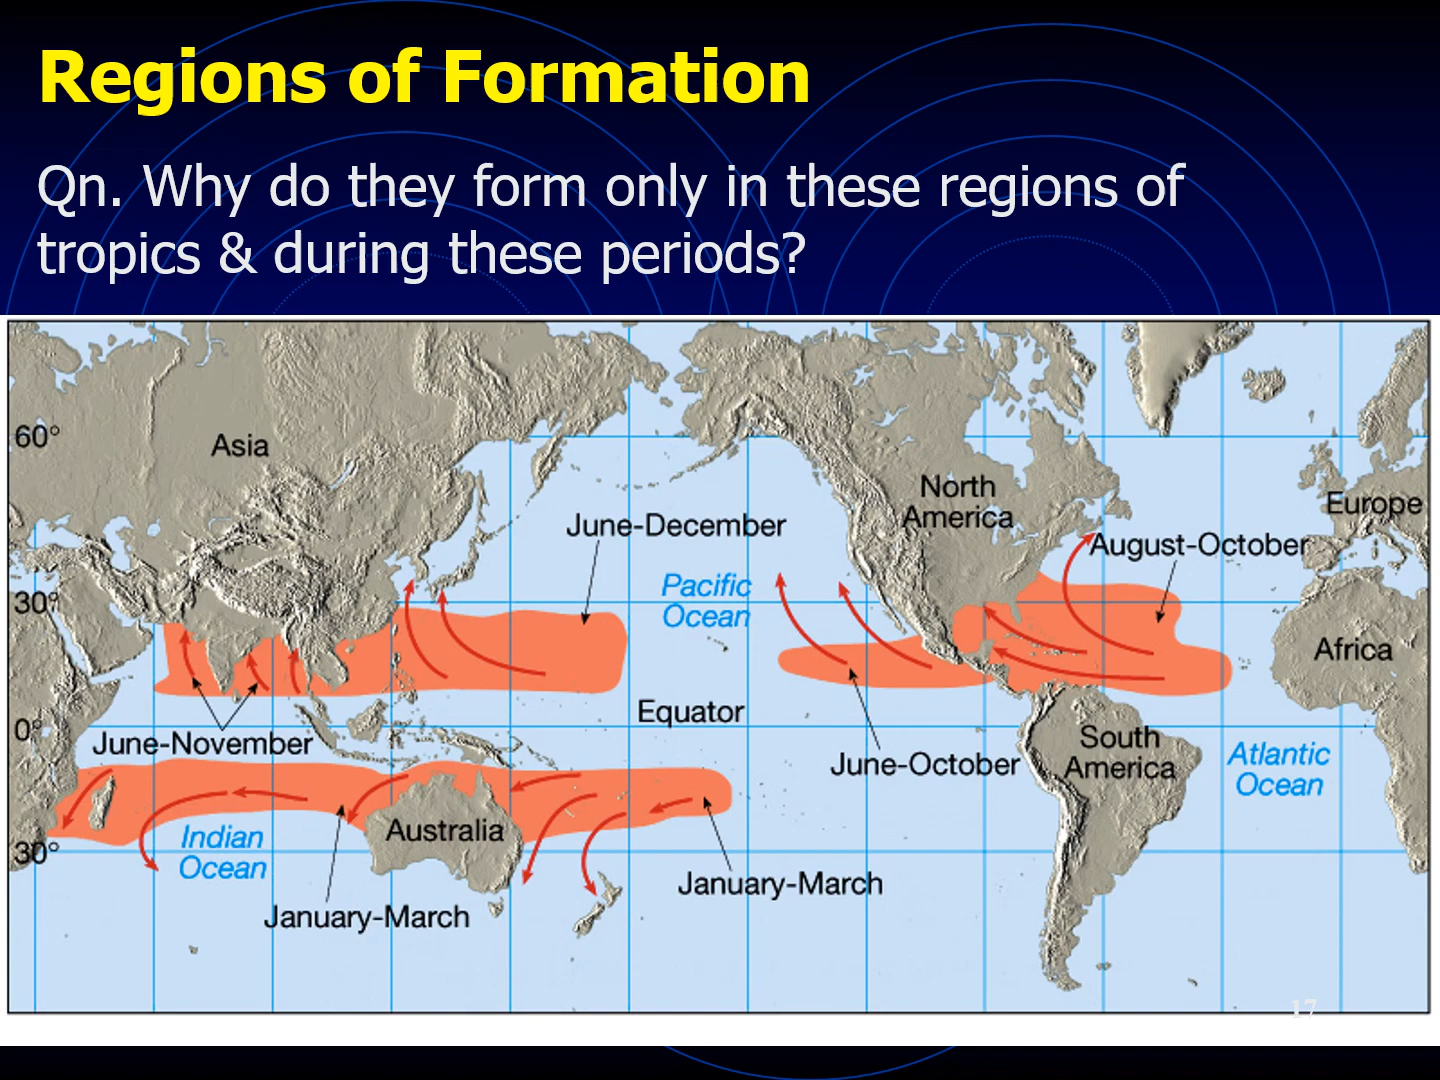 Regions of Formation
Qn. Why do they form only in these regions of
tropics & during these periods?
60°
Asia
North
America
Europe
June-December
August-October
Pacific
Ocean
30°
Africa
Equator
0°
June-November
June-October
South
America
Atlantic
Ocean
Indian
Ocean
Australia
30°
January-March
January-March
17